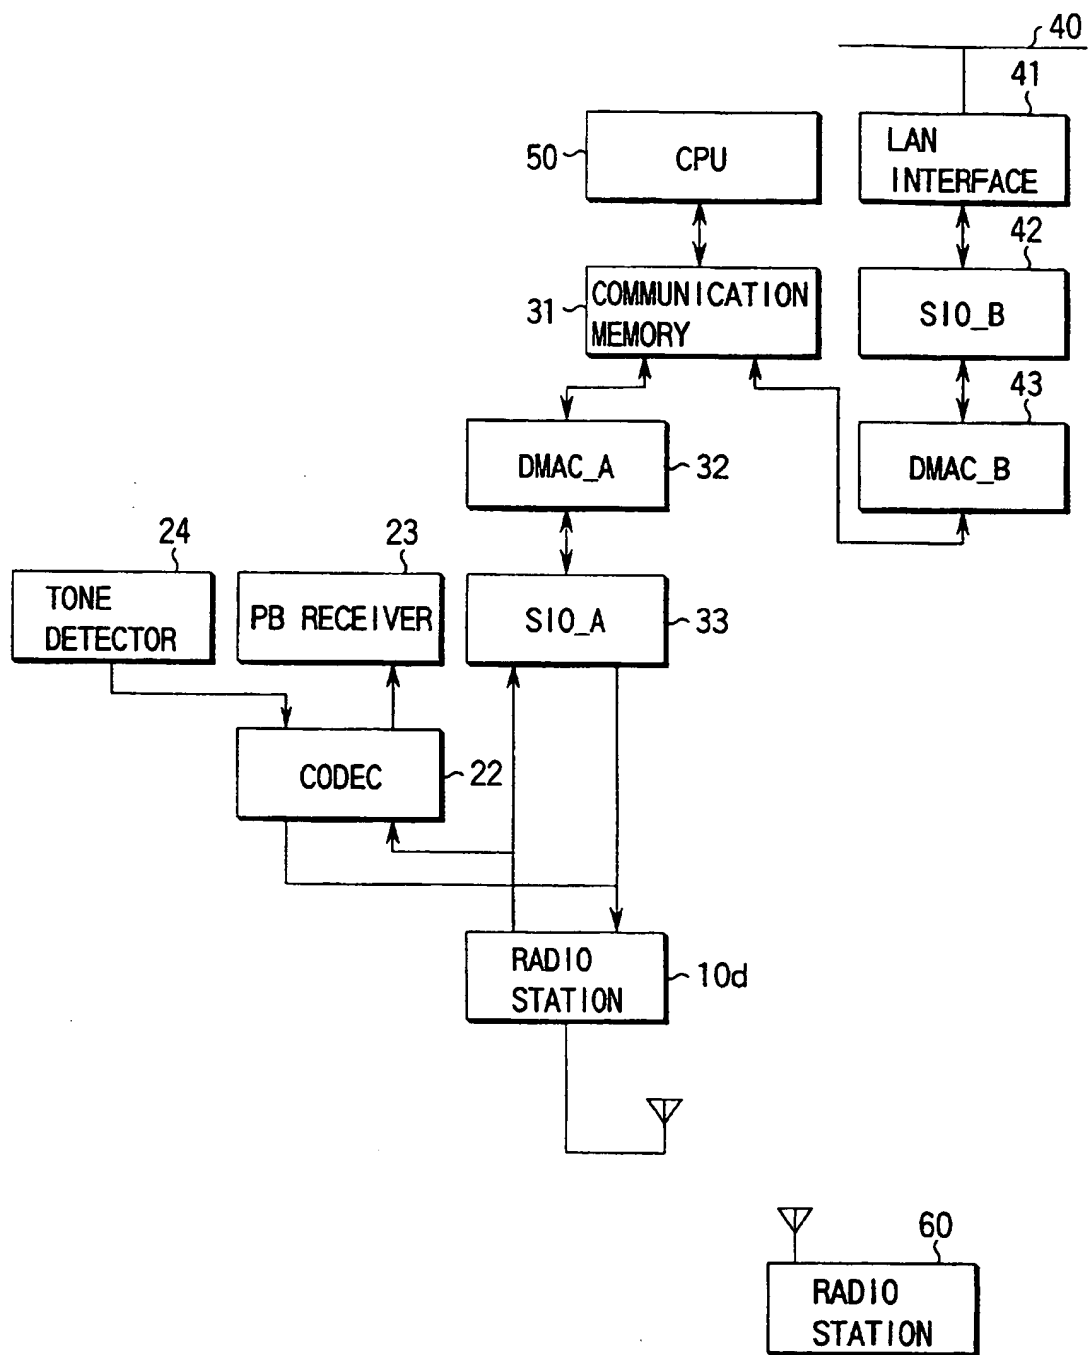 40
41
LAN
INTERFACE
50
CPU
42
31
COMMUNICATION
MEMORY
SIO_B
43
DMAC_A
32
DMAC_B
24
23
TONE
DETECTOR
PB RECEIVER
SIO_A
33
CODEC
22
RADIO
STATION
10d
60
RADIO
STATION